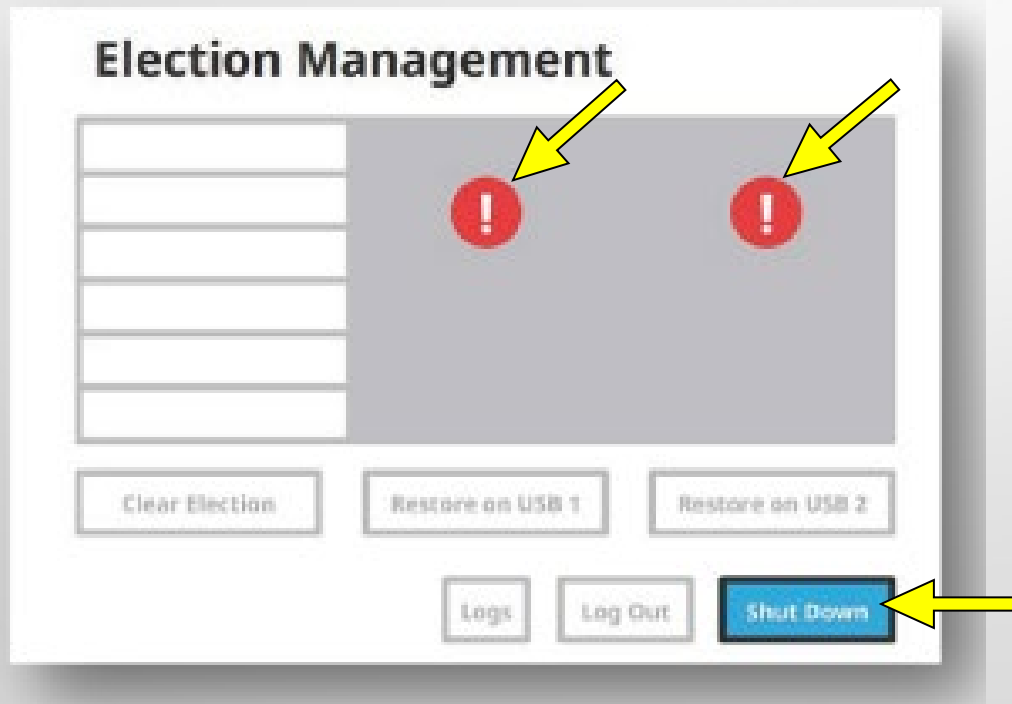 Election Management
!
!
Clear Election
Restore on USB 1
Restore on USB 2
Logs
Log Out
Shut Down